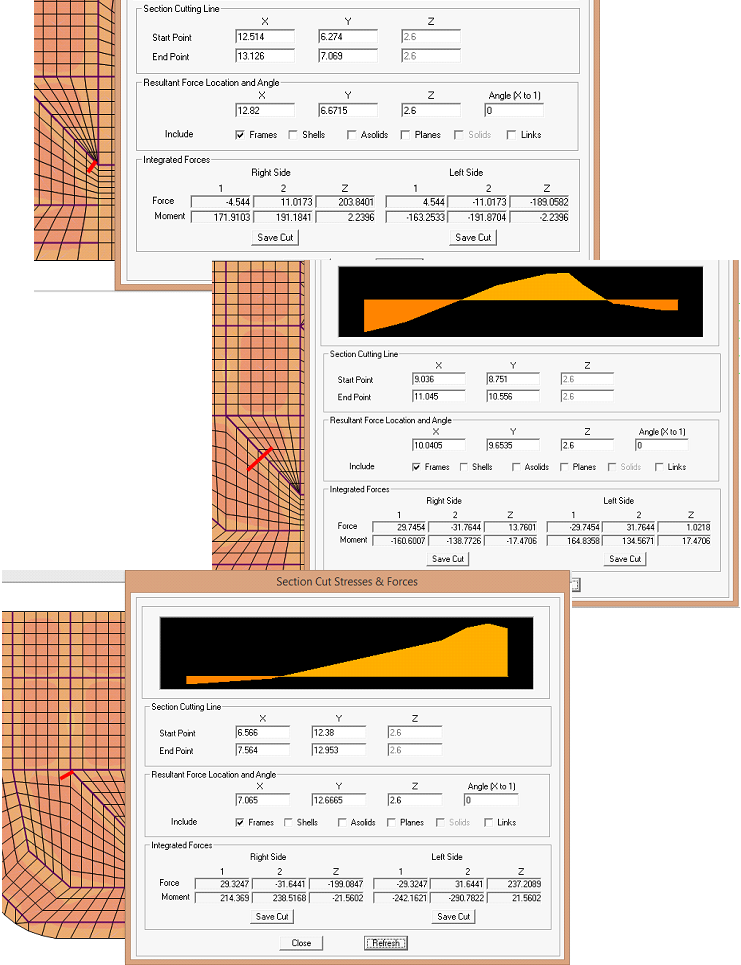 Section Cutting Line
X Y Z
Start Point 12.514 6.274 2.6
End Point 13.126 7.069 2.6
Resultant Force Location and Angle
X Y Z Angle (X to 1)
12.82 6.6715 2.6 0
Include Frames Shells Asolids Planes Solids Links
Integrated Forces
Right Side Left Side
1 2 Z 1 2 Z
Force -4.544 11.0173 203.8401 4.544 -11.0173 -189.0582
Moment 171.9103 191.1841 2.2396 -163.2533 -191.8704 -2.2396
Save Cut Save Cut
Section Cutting Line
X Y Z
Start Point 9.036 8.751 2.6
End Point 11.045 10.556 2.6
Resultant Force Location and Angle
X Y Z Angle (X to 1)
10.0405 9.6535 2.6 0
Include Frames Shells Asolids Planes Solids Links
Integrated Forces
Right Side Left Side
1 2 Z 1 2 Z
Force 29.7454 -31.7644 13.7601 -29.7454 31.7644 1.0218
Moment -160.6007 -138.7726 -17.4706 164.8358 134.5671 17.4706
Save Cut Save Cut
Section Cut Stresses & Forces
Section Cutting Line
X Y Z
Start Point 6.566 12.38 2.6
End Point 7.564 12.953 2.6
Resultant Force Location and Angle
X Y Z Angle (X to 1)
7.065 12.6665 2.6 0
Include Frames Shells Asolids Planes Solids Links
Integrated Forces
Right Side Left Side
1 2 Z 1 2 Z
Force 29.3247 -31.6441 -199.0847 -29.3247 31.6441 237.2089
Moment 214.369 238.5168 -21.5602 -242.1621 -290.7822 21.5602
Save Cut Save Cut
Close Refresh